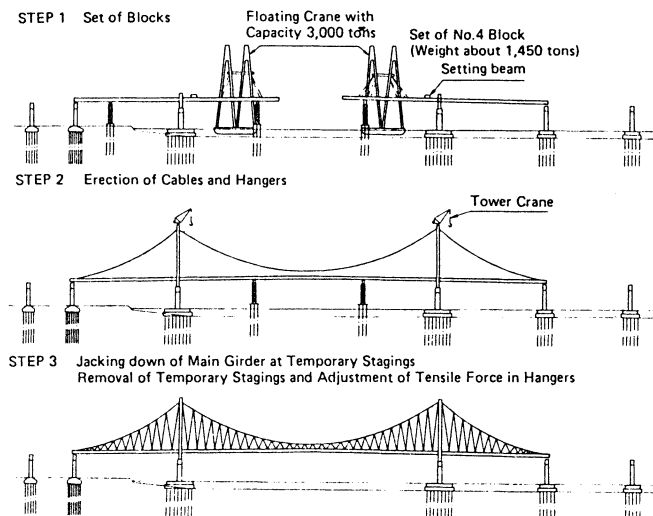 STEP 1 Set of Blocks
Floating Crane with
Capacity 3,000 tons
Set of No.4 Block
(Weight about 1,450 tons)
Setting beam
STEP 2 Erection of Cables and Hangers
Tower Crane
STEP 3 Jacking down of Main Girder at Temporary Stagings
Removal of Temporary Stagings and Adjustment of Tensile Force in Hangers